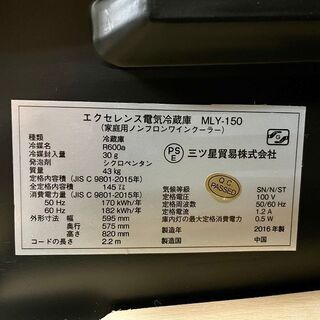 エクセレンス電気冷蔵庫 MLY-150
(家庭用ノンフロンワインクーラー)
種類 冷蔵庫
冷媒名 R600a
冷媒封入量 30 g
発泡剤 シクロペンタン
質量 43 kg
定格内容積(JIS C 9801-2015年)
全定格内容積 145 L
消費電力量(JIS C 9801-2015年)
50 Hz 170 kWh/年
60 Hz 182 kWh/年
外形寸法 幅 595 mm
奥行 575 mm
高さ 820 mm
コードの長さ 2.2 m
PS
E
三ツ星貿易株式会社
Q C
PASSED
気候等級 SN/N/ST
定格電圧 100 V
定格周波数 50/60 Hz
定格電流 1.2 A
庫内灯の最大定格消費電力 0.5 W
製造年 2016 年製
製造国 中国